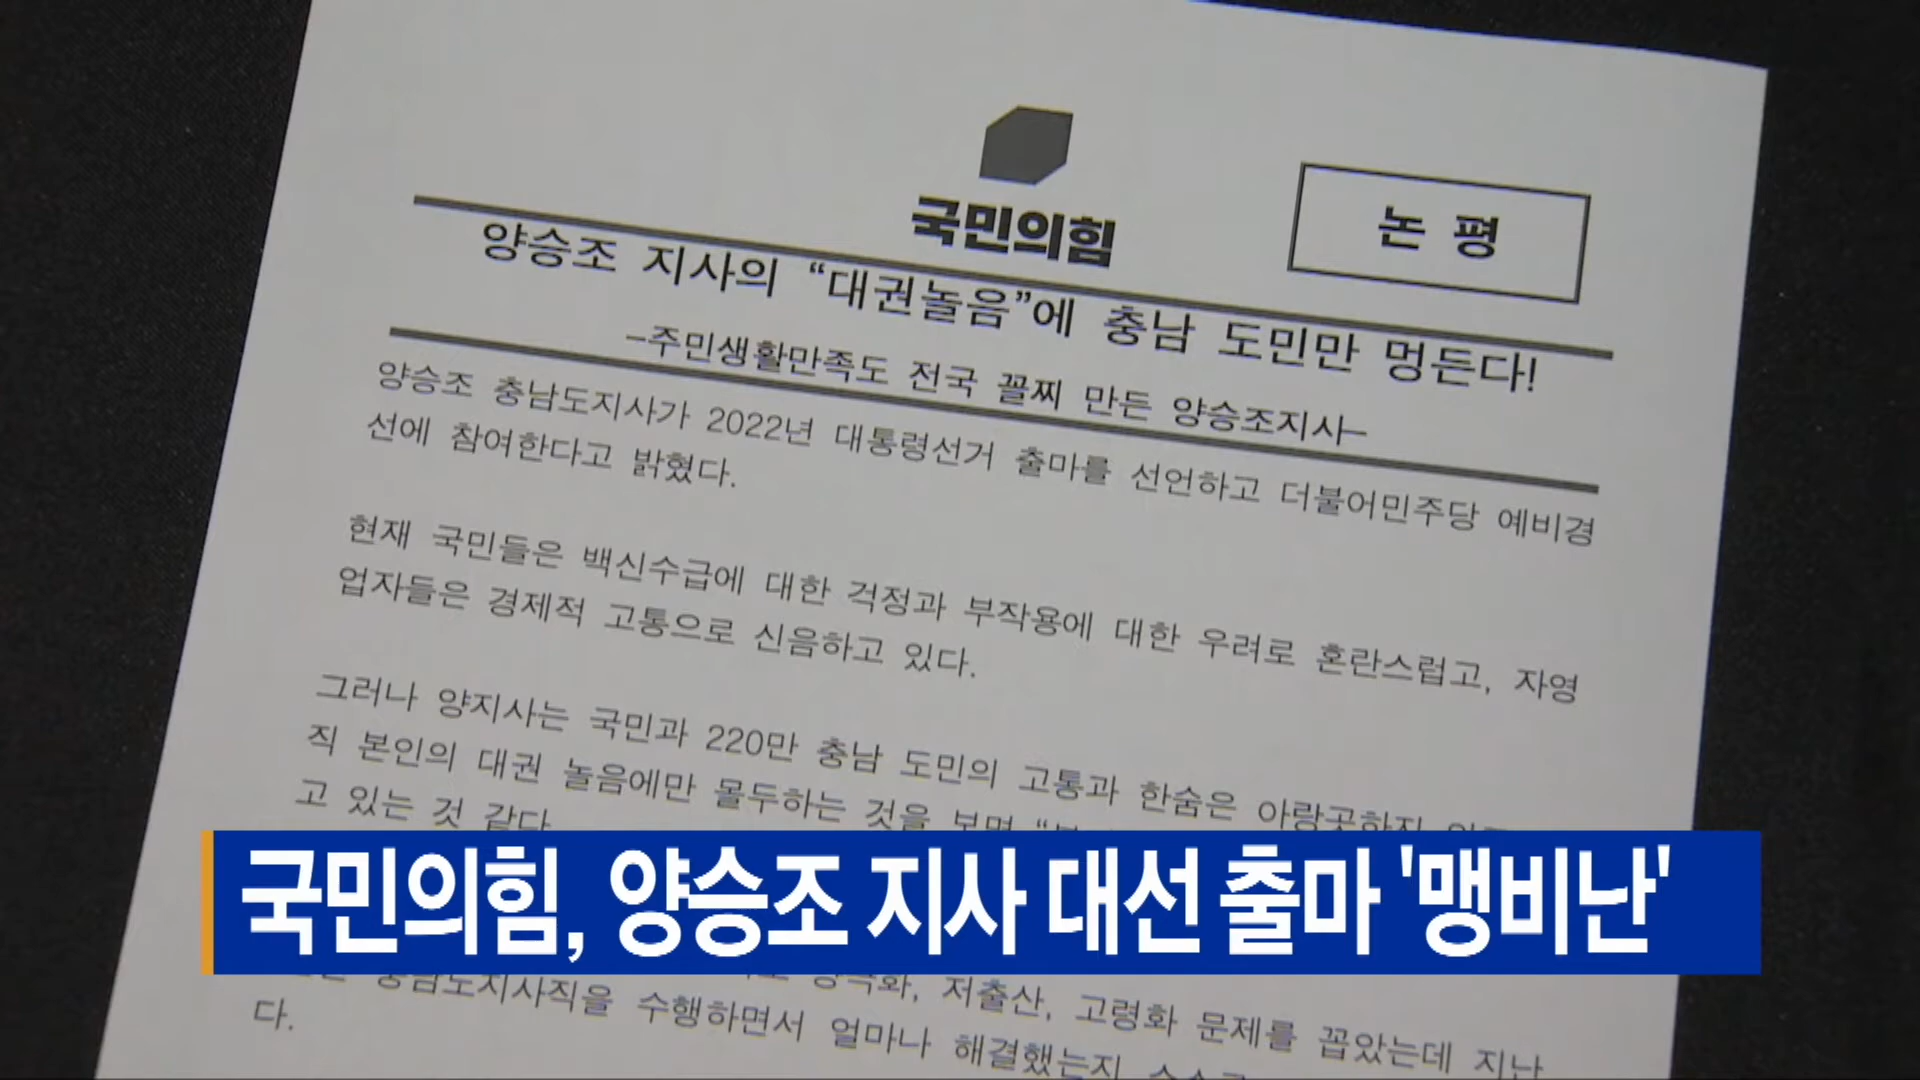 국민의힘
논 평
양승조 지사의 “대권놀음”에 충남 도민만 멍든다!
-주민생활만족도 전국 꼴찌 만든 양승조지사-
양승조 충남도지사가 2022년 대통령선거 출마를 선언하고 더불어민주당 예비경
선에 참여한다고 밝혔다.
현재 국민들은 백신수급에 대한 걱정과 부작용에 대한 우려로 혼란스럽고, 자영
업자들은 경제적 고통으로 신음하고 있다.
그러나 양지사는 국민과 220만 충남 도민의 고통과 한숨은 아랑곳하지
직 본인의 대권 놀음에만 몰두하는 것을 보면
고 있는 것 같다
국민의힘, 양승조 지사 대선 출마 '맹비난'
양극화, 저출산, 고령화 문제를 꼽았는데 지난
충남도지사직을 수행하면서 얼마나 해결했는지
다.